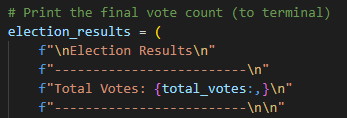 # Print the final vote count (to terminal)
election_results = (
f"\nElection Results\n"
f"-------------------------\n"
f"Total Votes: {total_votes:,}\n"
f"-------------------------\n\n"